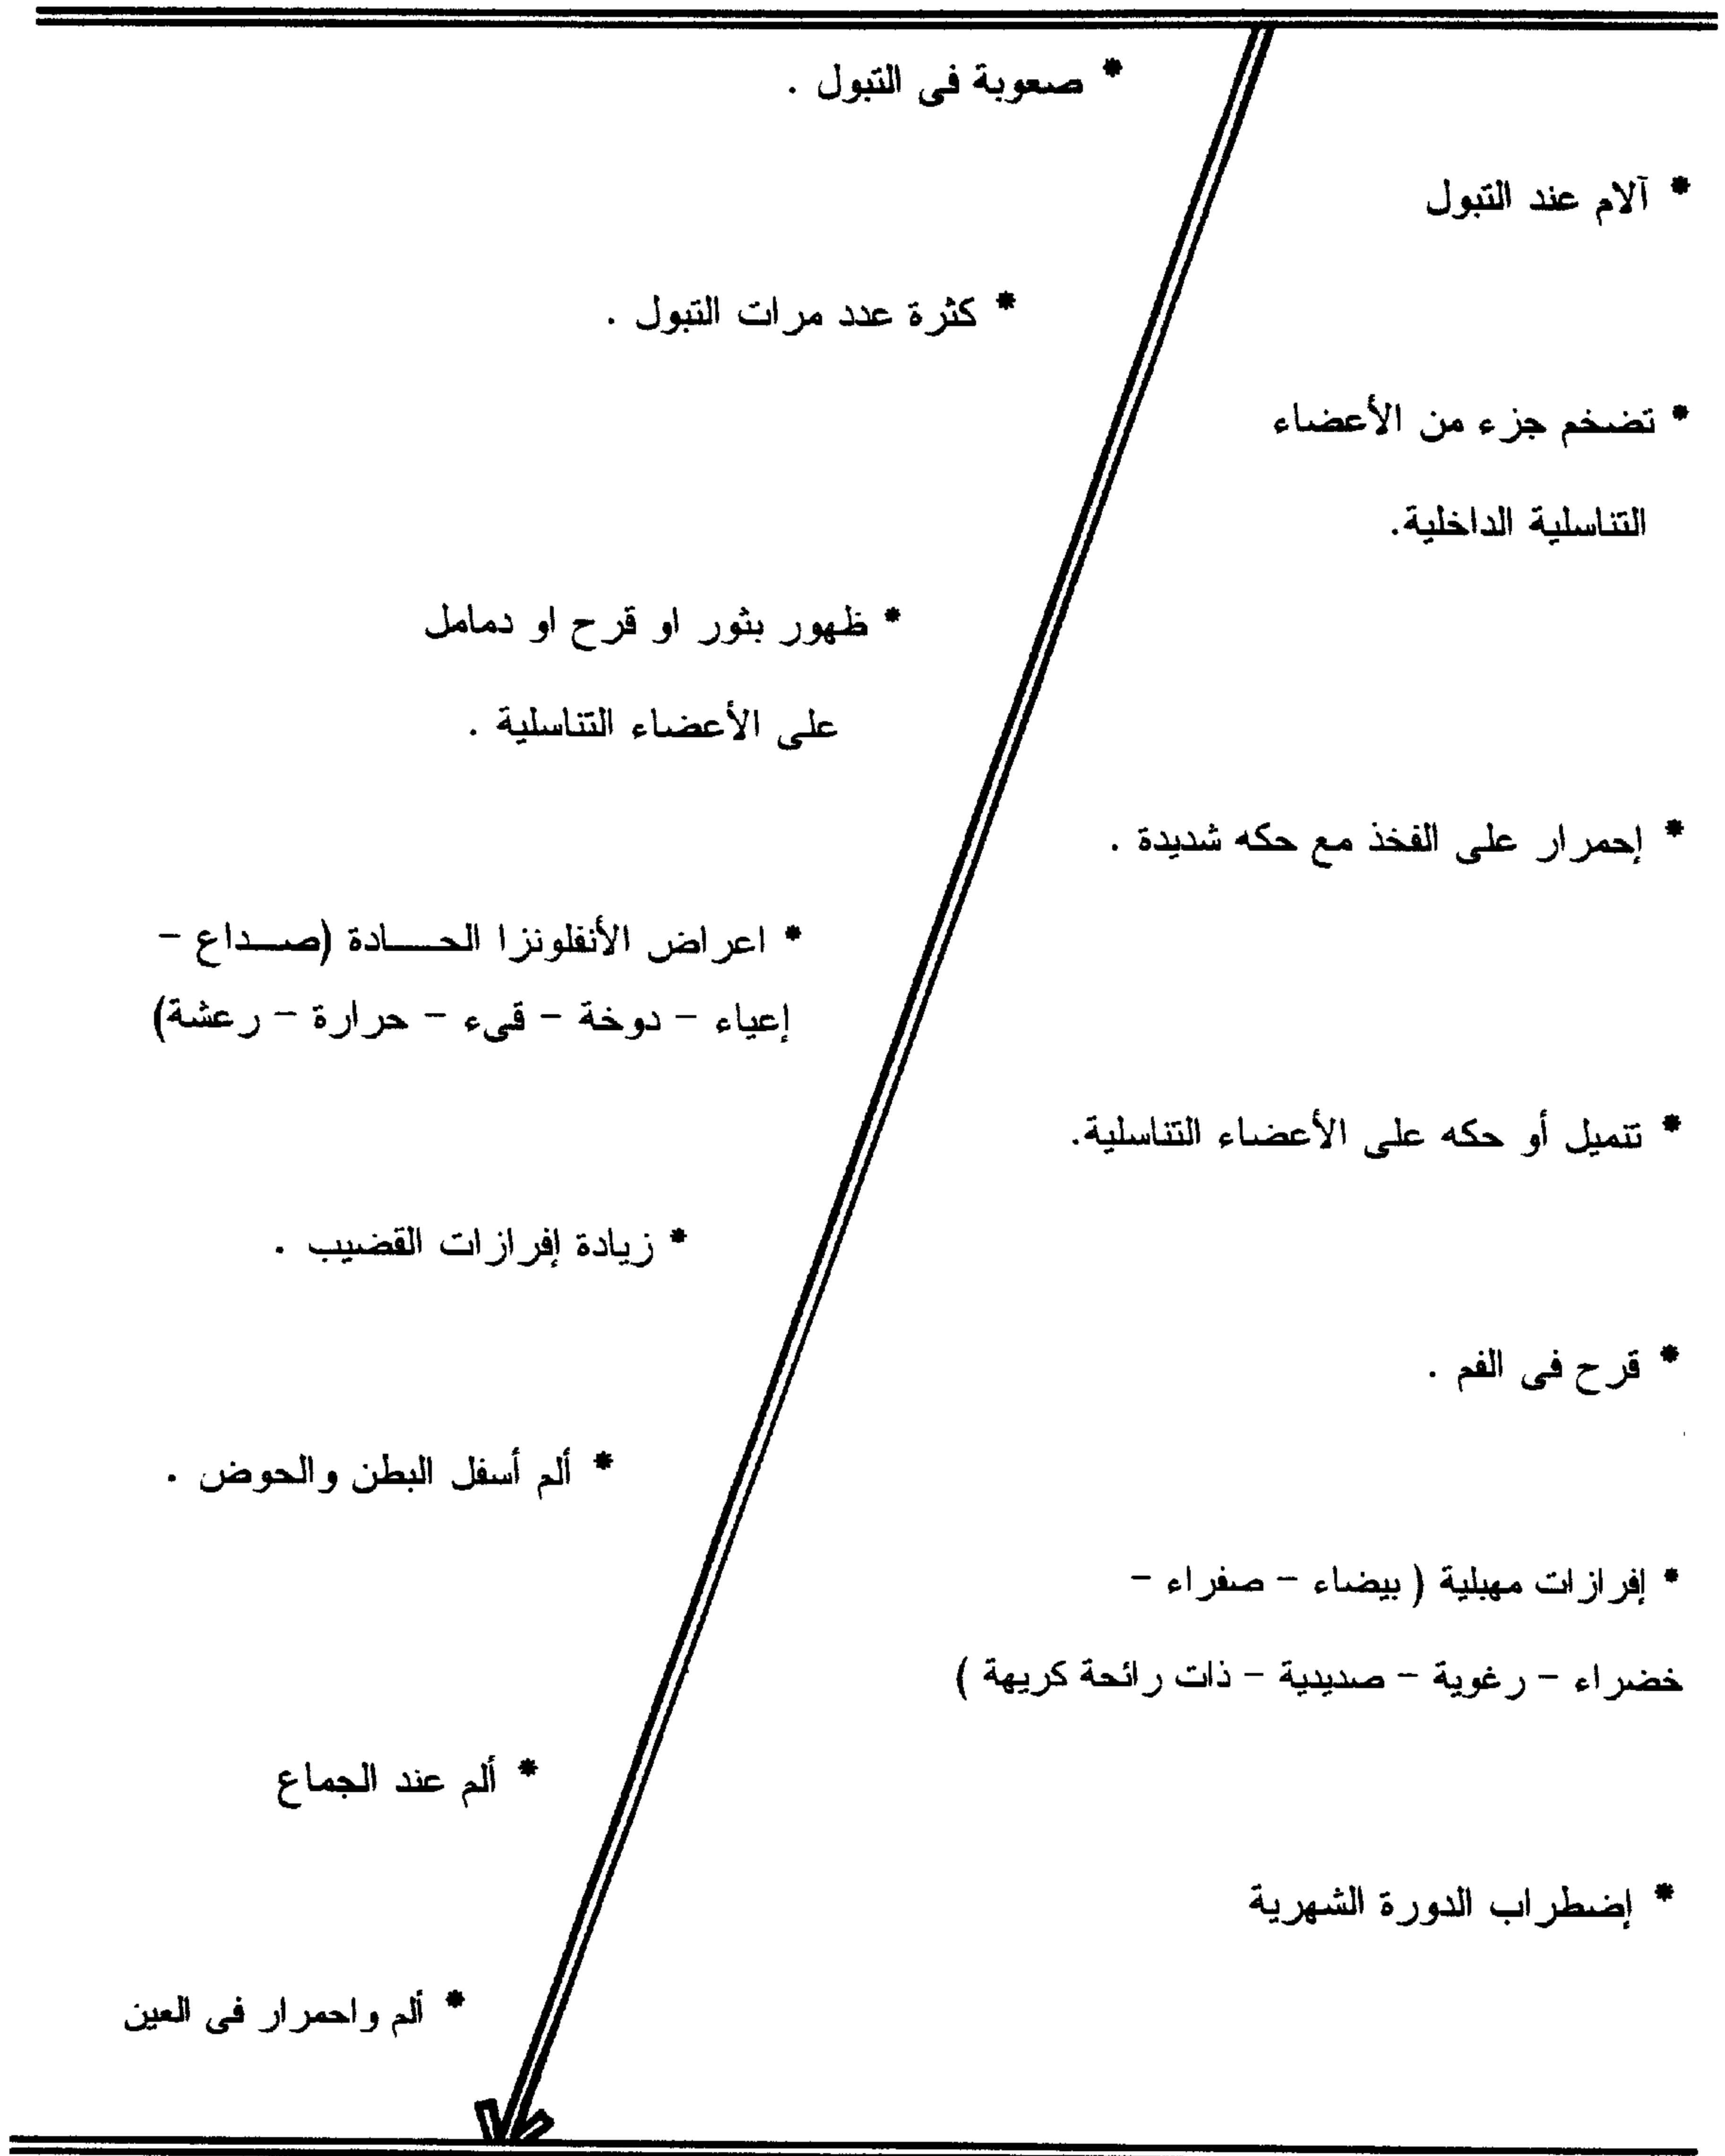 * صعوبة فى التبول .
* آلام عند التبول
* كثرة عدد مرات التبول .
* تضخم جزء من الأعضاء
التناسلية الداخلية.
* ظهور بثور او قرح او دمامل
على الأعضاء التناسلية .
* إحمرار على الفخذ مع حكه شديدة .
* اعراض الأنفلونزا الحــــادة (صــداع –
إعياء – دوخة – قىء – حرارة – رعشة)
* تنميل أو حكه على الأعضاء التناسلية.
* زيادة إفرازات القضيب .
* قرح فى الفم .
* ألم أسفل البطن والحوض .
* إفرازات مهبلية ( بيضاء – صفراء –
خضراء – رغوية – صديدية – ذات رائحة كريهة )
* ألم عند الجماع
* إضطراب الدورة الشهرية
* ألم واحمرار فى العين